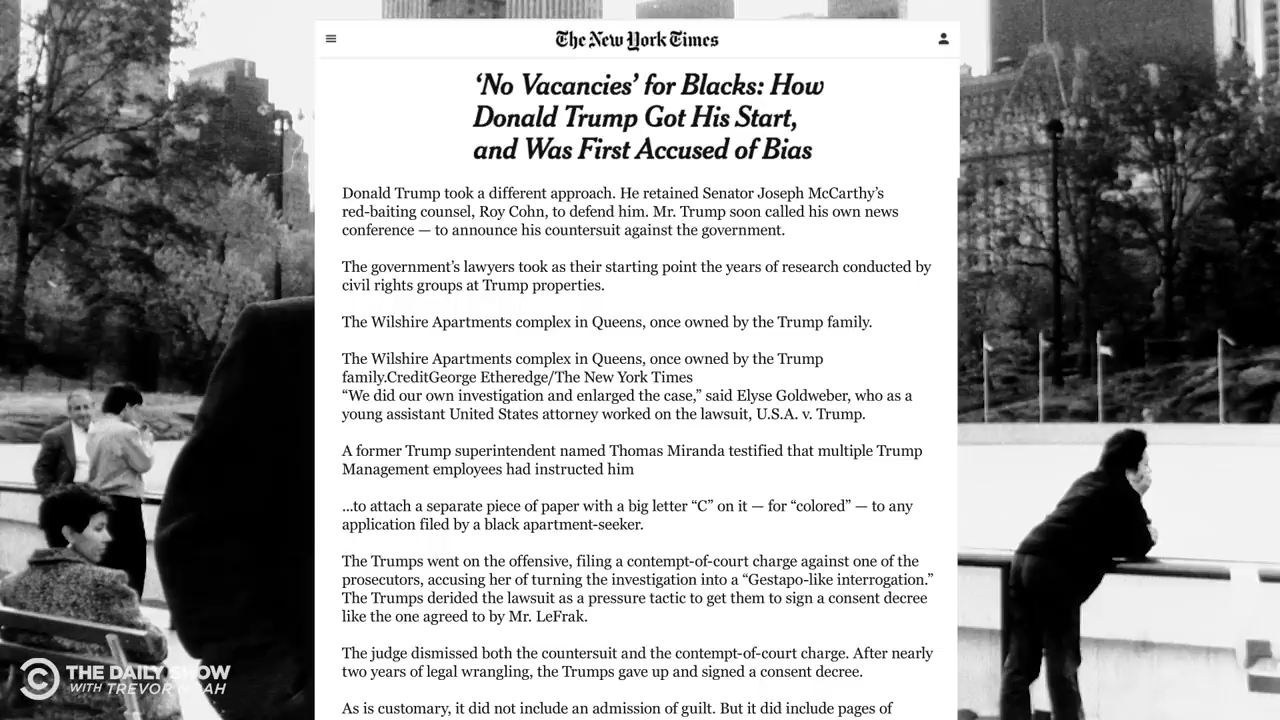 The New York Times
‘No Vacancies’ for Blacks: How
Donald Trump Got His Start,
and Was First Accused of Bias
Donald Trump took a different approach. He retained Senator Joseph McCarthy’s
red-baiting counsel, Roy Cohn, to defend him. Mr. Trump soon called his own news
conference — to announce his countersuit against the government.
The government’s lawyers took as their starting point the years of research conducted by
civil rights groups at Trump properties.
The Wilshire Apartments complex in Queens, once owned by the Trump family.
The Wilshire Apartments complex in Queens, once owned by the Trump
family.CreditGeorge Etheredge/The New York Times
“We did our own investigation and enlarged the case,” said Elyse Goldweber, who as a
young assistant United States attorney worked on the lawsuit, U.S.A. v. Trump.
A former Trump superintendent named Thomas Miranda testified that multiple Trump
Management employees had instructed him
...to attach a separate piece of paper with a big letter “C” on it — for “colored” — to any
application filed by a black apartment-seeker.
The Trumps went on the offensive, filing a contempt-of-court charge against one of the
prosecutors, accusing her of turning the investigation into a “Gestapo-like interrogation.”
The Trumps derided the lawsuit as a pressure tactic to get them to sign a consent decree
like the one agreed to by Mr. LeFrak.
The judge dismissed both the countersuit and the contempt-of-court charge. After nearly
two years of legal wrangling, the Trumps gave up and signed a consent decree.
As is customary, it did not include an admission of guilt. But it did include pages of
THE DAILY SHOW
WITH TREVOR NOAH